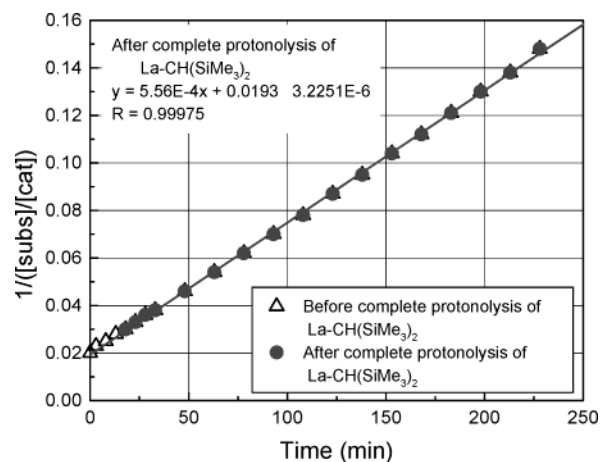 0.16
0.14
0.12
0.10
0.08
0.06
0.04
0.02
0.00
1/([subs]/[cat])
After complete protonolysis of
La-CH(SiMe3)2
y = 5.56E-4x + 0.0193 3.2251E-6
R = 0.99975
Before complete protonolysis of
La-CH(SiMe3)2
After complete protonolysis of
La-CH(SiMe3)2
0 50 100 150 200 250
Time (min)